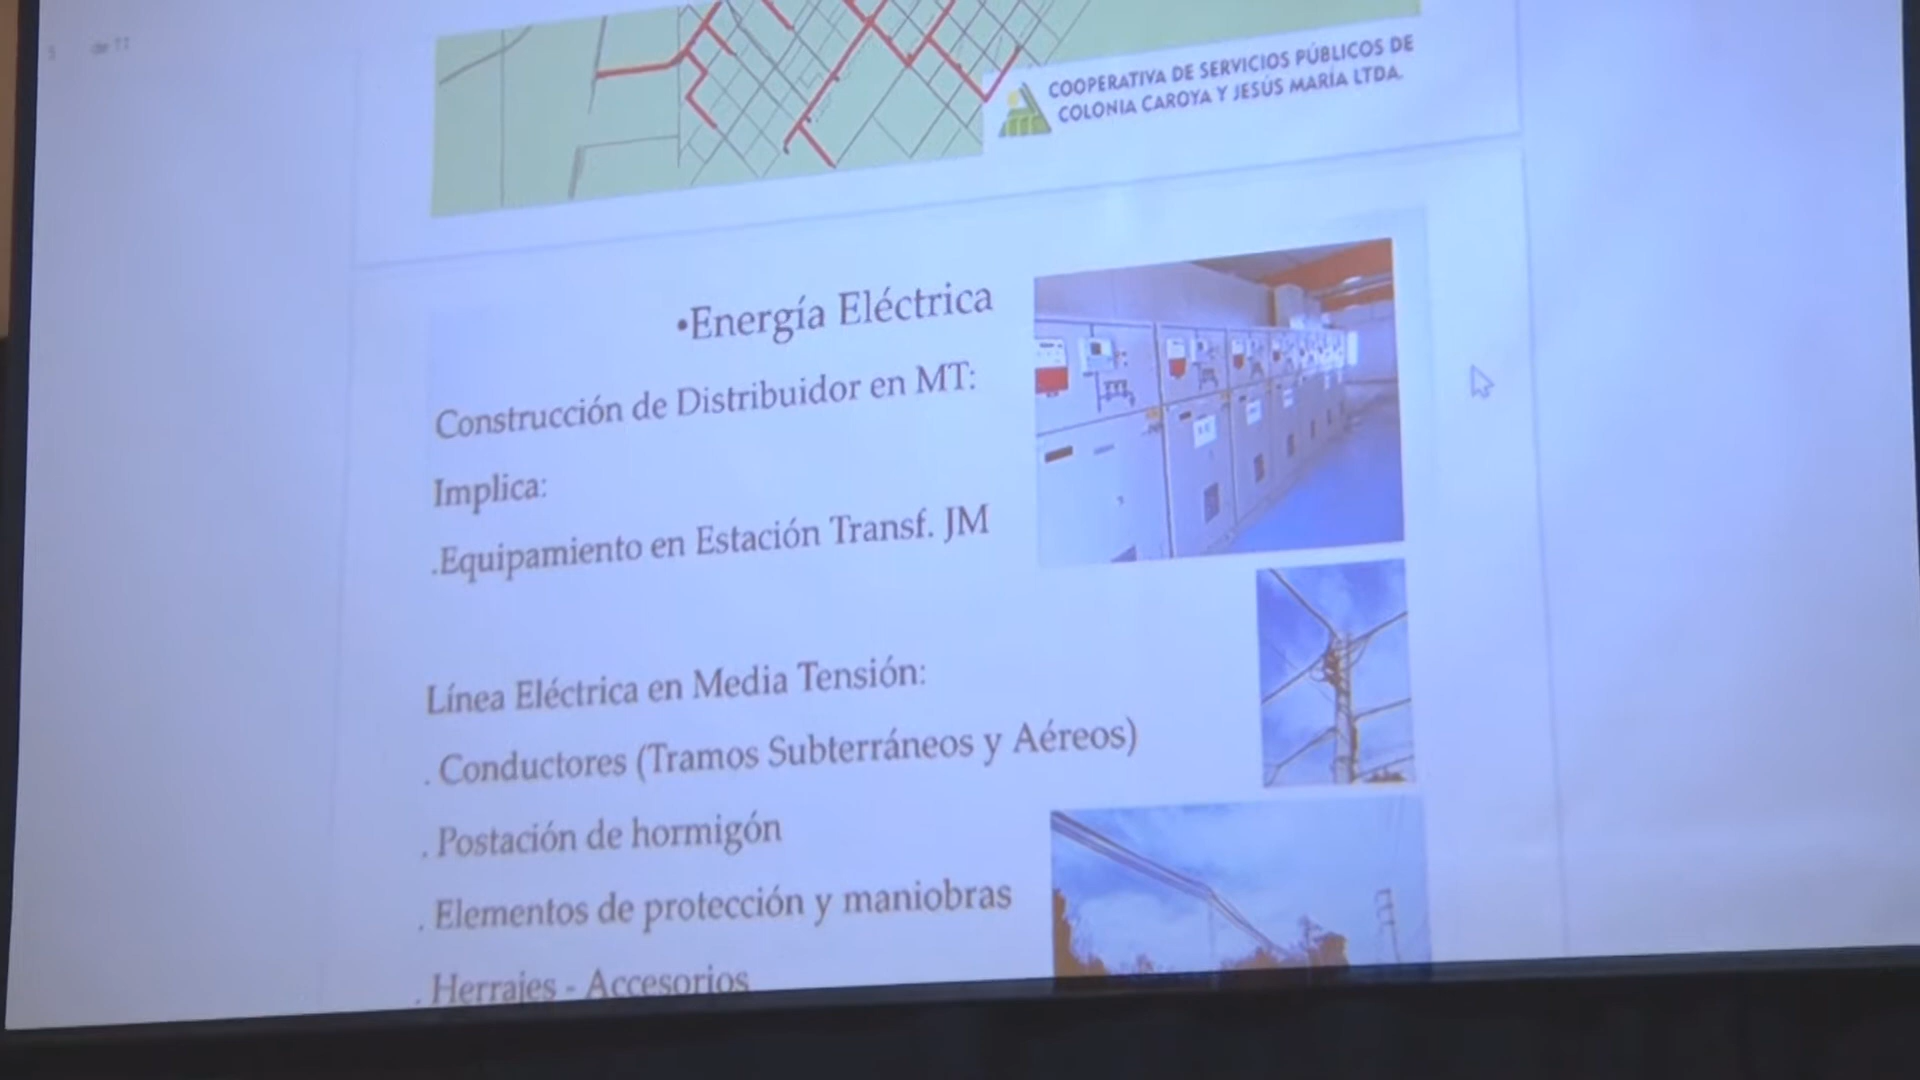 COOPERATIVA DE SERVICIOS PÚBLICOS DE
COLONIA CAROYA Y JESÚS MARÍA LTDA.
•Energía Eléctrica
Construcción de Distribuidor en MT:
Implica:
.Equipamiento en Estación Transf. JM
Línea Eléctrica en Media Tensión:
. Conductores (Tramos Subterráneos y Aéreos)
. Postación de hormigón
. Elementos de protección y maniobras
. Herrajes - Accesorios